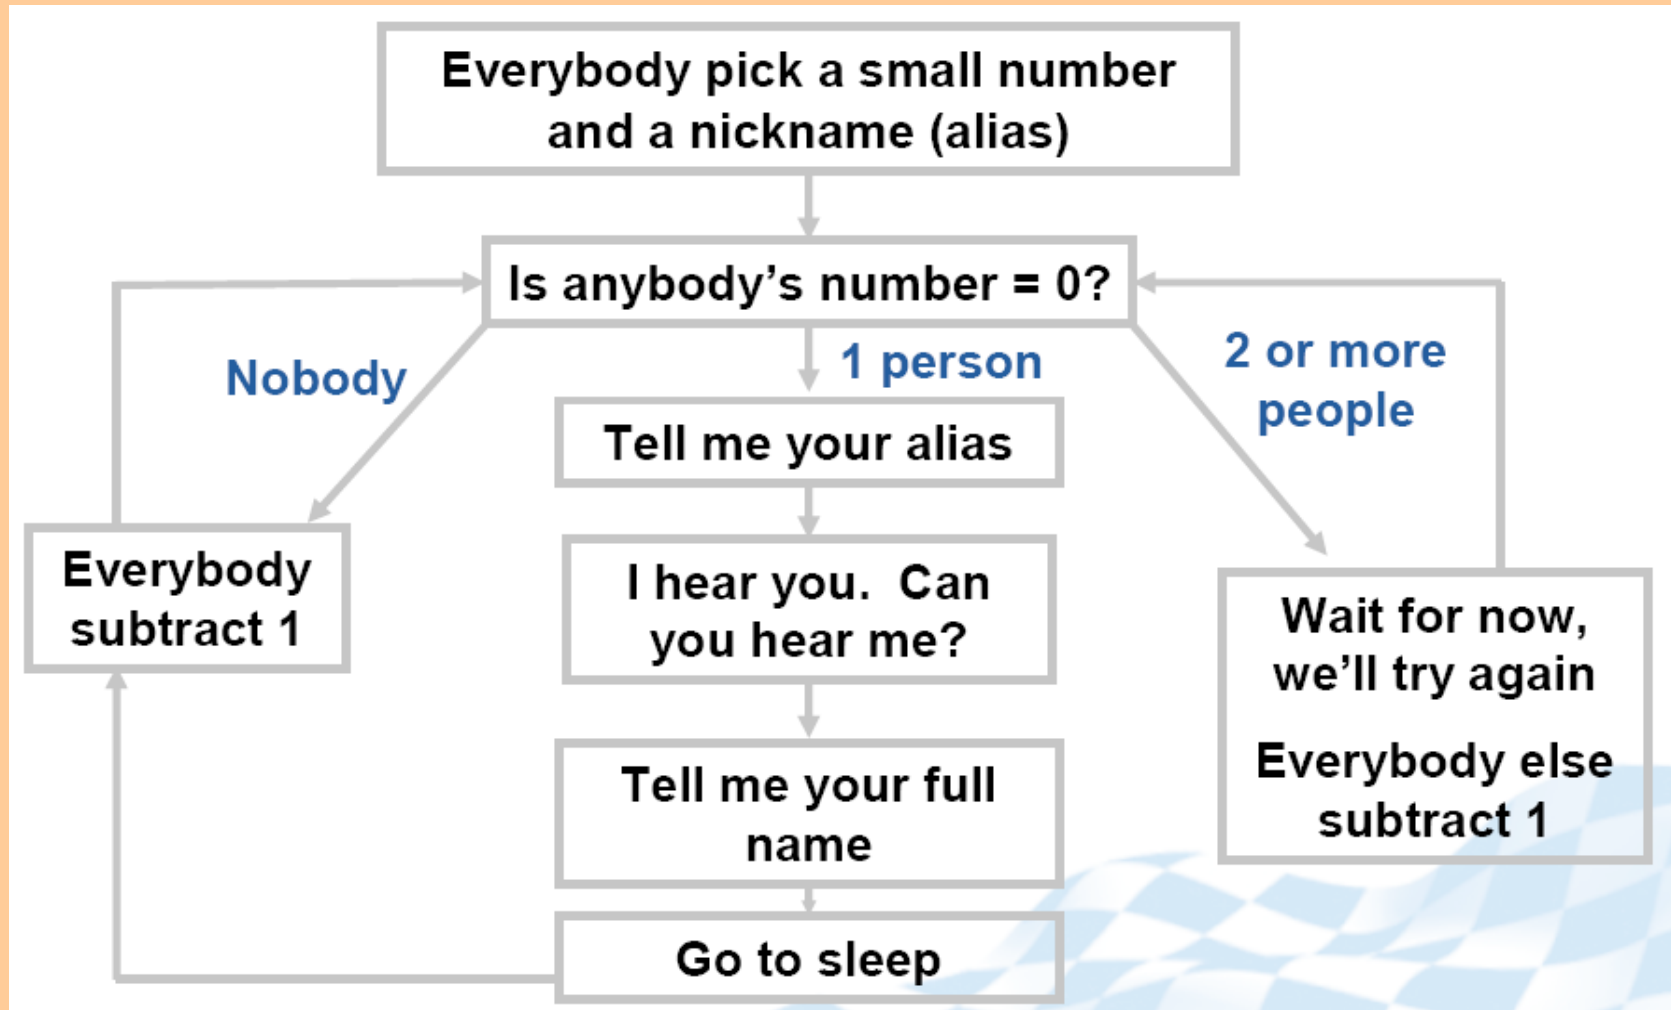 Everybody pick a small number
and a nickname (alias)
Is anybody’s number = 0?
Nobody
1 person
2 or more
people
Tell me your alias
Everybody
subtract 1
I hear you.  Can
you hear me?
Wait for now,
we’ll try again
Everybody else
subtract 1
Tell me your full
name
Go to sleep